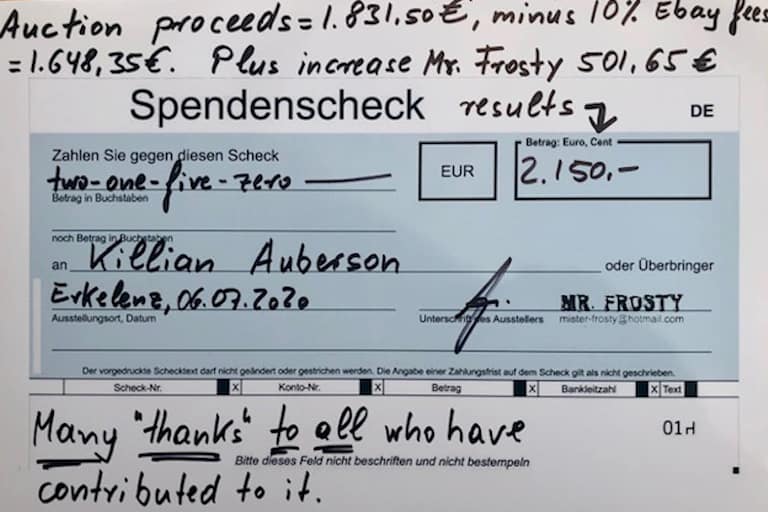 Auction proceeds = 1.831,50 €, minus 10% Ebay fees
= 1.648,35€. Plus increase Mr. Frosty 501,65 €
Spendenscheck results DE
Betrag: Euro, Cent
Zahlen Sie gegen diesen Scheck
two-one-five-zero
EUR
2.150,-
Betrag in Buchstaben
noch Betrag in Buchstaben
an Killian Auberson oder Überbringer
Erkelenz, 06.07.2020
MR. FROSTY
Ausstellungsort, Datum
Unterschrift des Ausstellers
mister-frosty@hotmail.com
Der vorgedruckte Schecktext darf nicht geändert oder gestrichen werden. Die Angabe einer Zahlungsfrist auf dem Scheck gilt als nicht geschrieben.
Scheck-Nr. X Konto-Nr. X Betrag X Bankleitzahl X Text
Many "thanks" to all who have
Bitte dieses Feld nicht beschriften und nicht bestempeln
contributed to it.